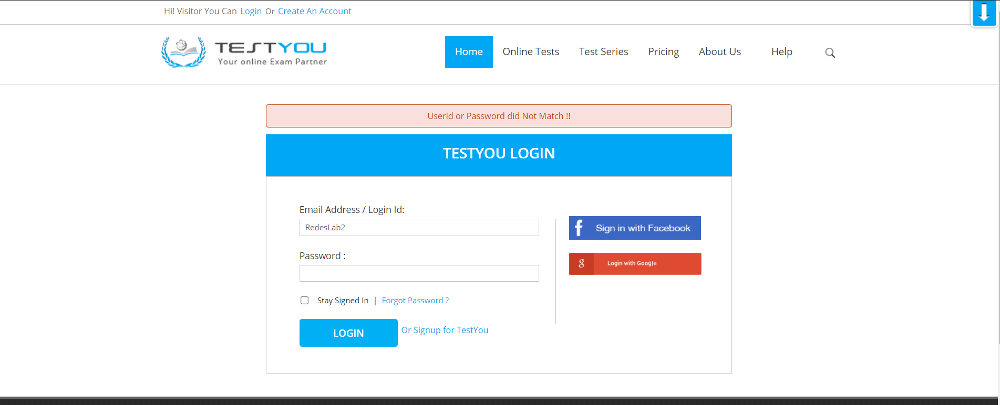 Hi! Visitor You Can Login Or Create An Account
TESTYOU
Your online Exam Partner
Home Online Tests Test Series Pricing About Us Help
Userid or Password did Not Match !!
TESTYOU LOGIN
Email Address / Login Id:
RedesLab2
f Sign in with Facebook
Password :
g Login with Google
Stay Signed In | Forgot Password ?
LOGIN Or Signup for TestYou